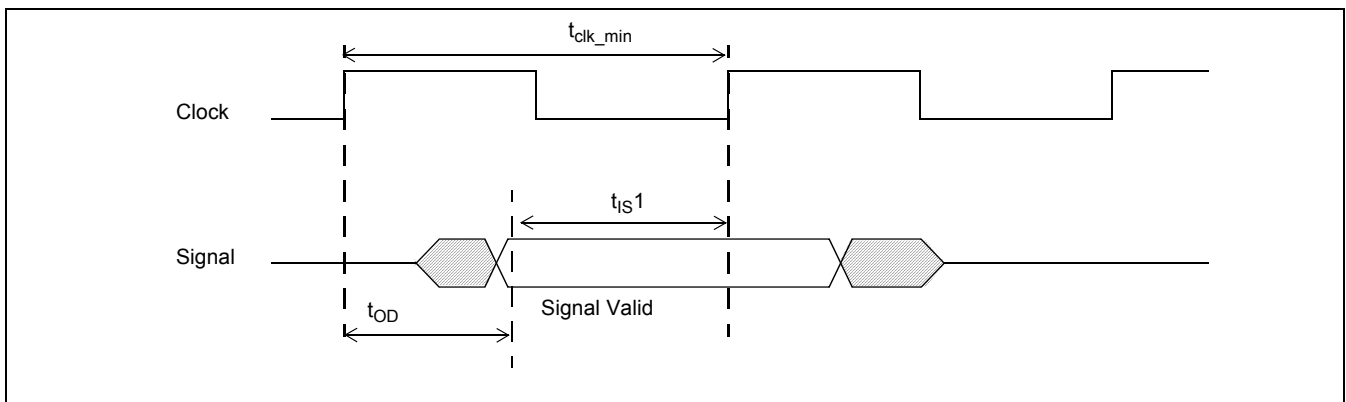 t_clk_min
Clock
t_IS1
Signal
t_OD
Signal Valid